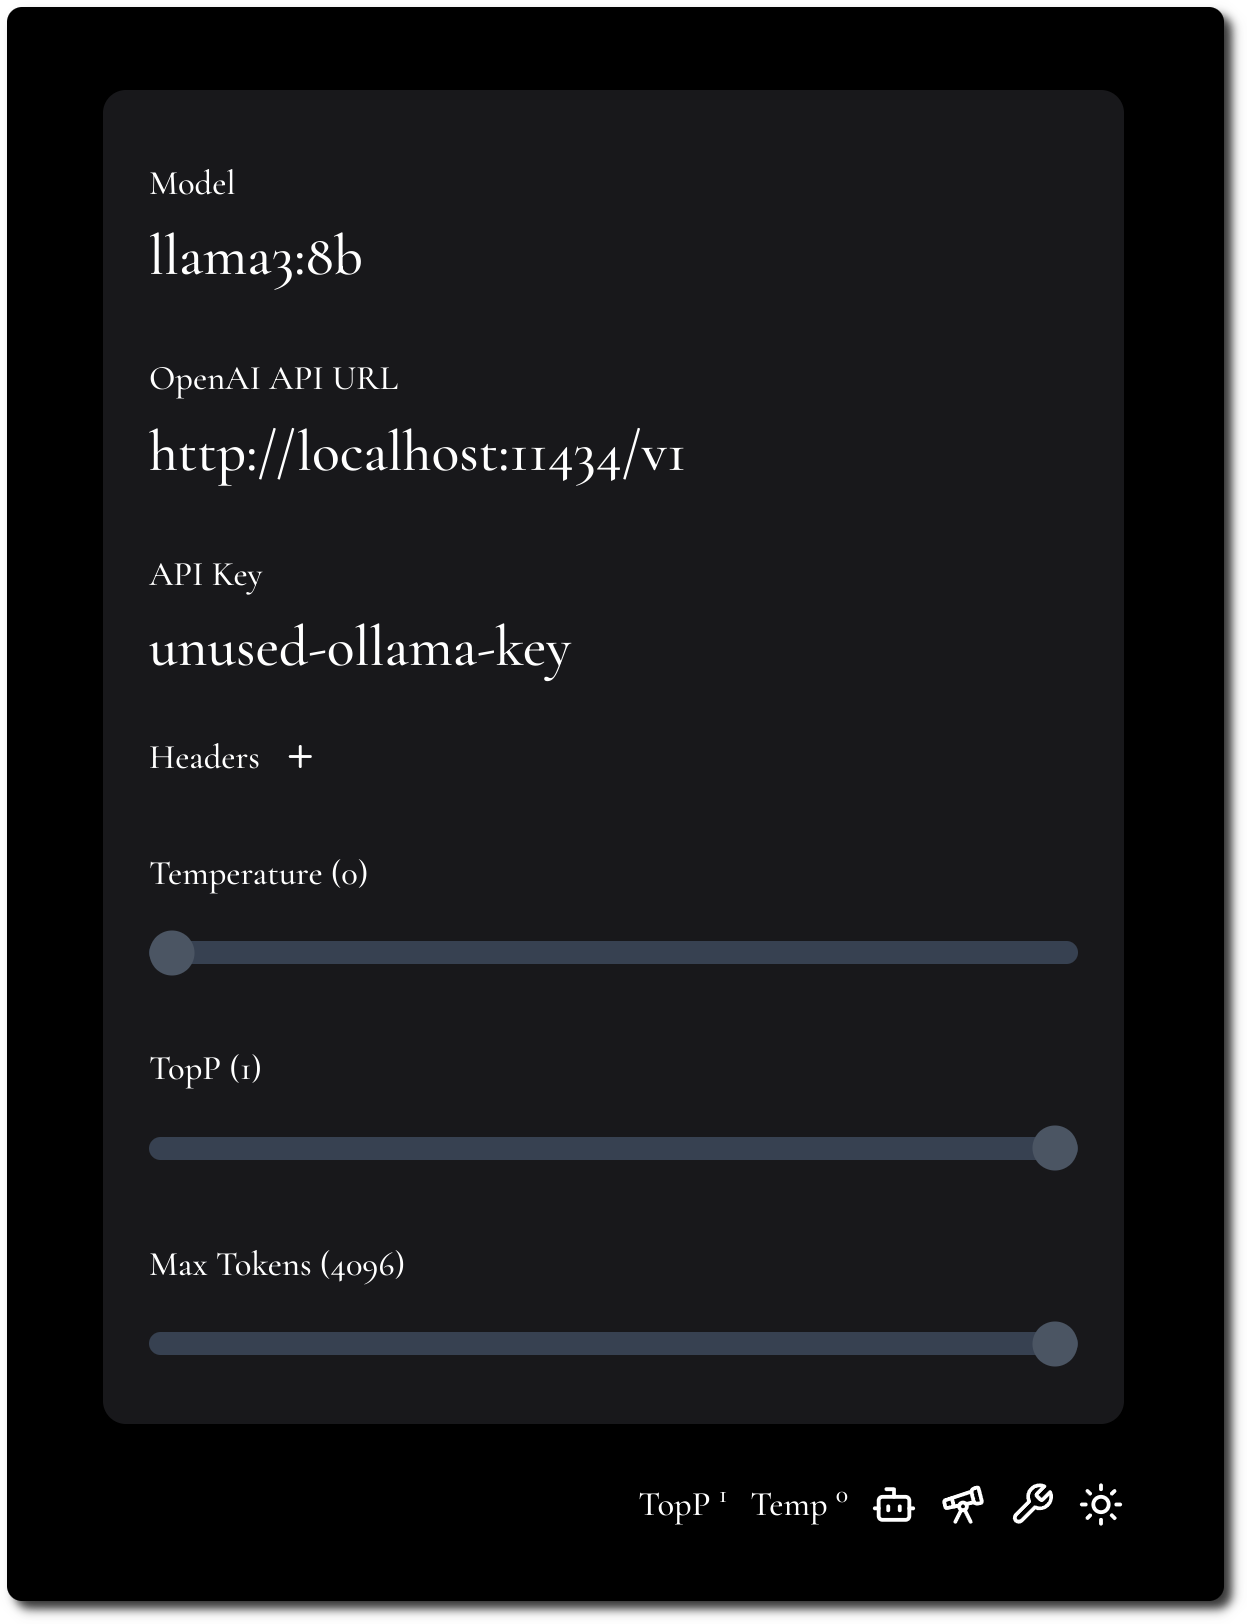 Model
llama3:8b
OpenAI API URL
http://localhost:11434/v1
API Key
unused-ollama-key
Headers +
Temperature (0)
TopP (1)
Max Tokens (4096)
TopP 1 Temp 0